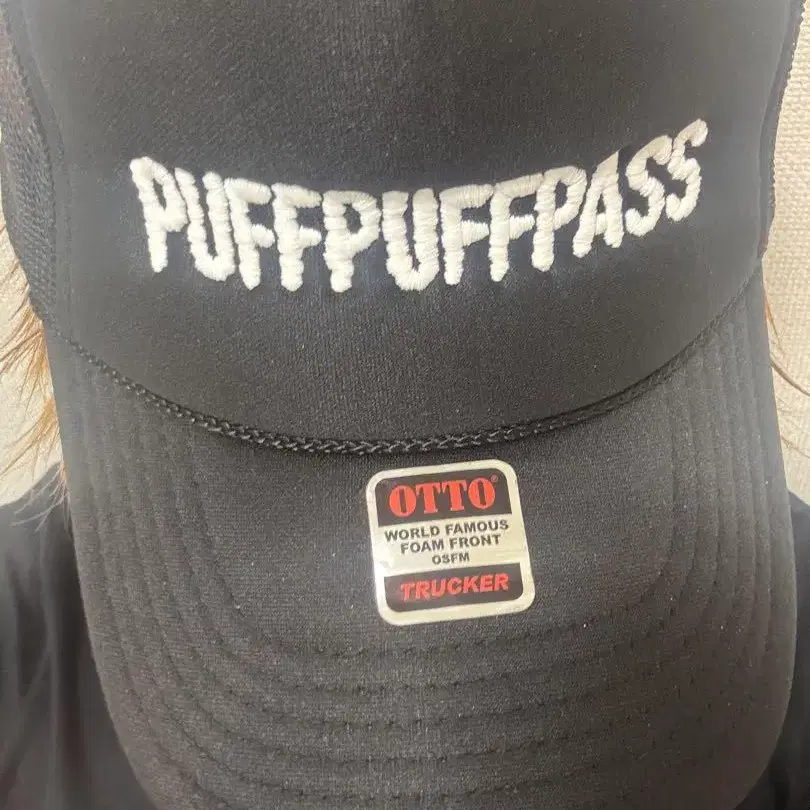 PUFFPUFFPASS
OTTO®
WORLD FAMOUS
FOAM FRONT
OSFM
TRUCKER